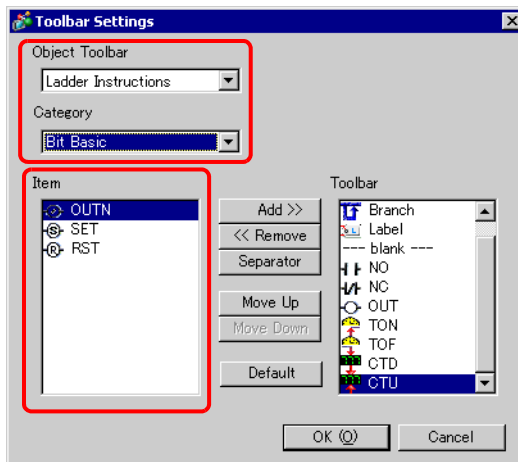 Toolbar Settings
Object Toolbar
Ladder Instructions
Category
Bit Basic
Item
OUTN
S SET
R RST
Add >>
<< Remove
Separator
Move Up
Move Down
Default
Toolbar
Branch
Label
--- blank ---
NO
NC
OUT
TON
TOF
CTD
CTU
OK (O)
Cancel